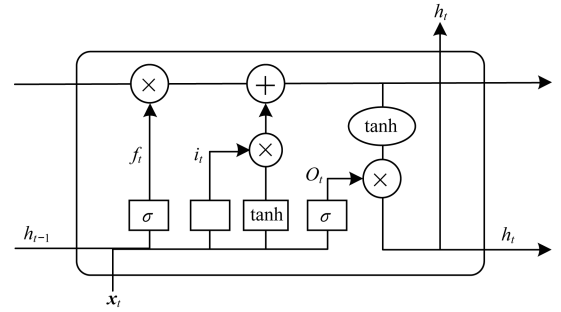 h_t
×
+
tanh
f_t
i_t
×
O_t
×
σ
tanh
σ
h_{t-1}
h_t
x_t